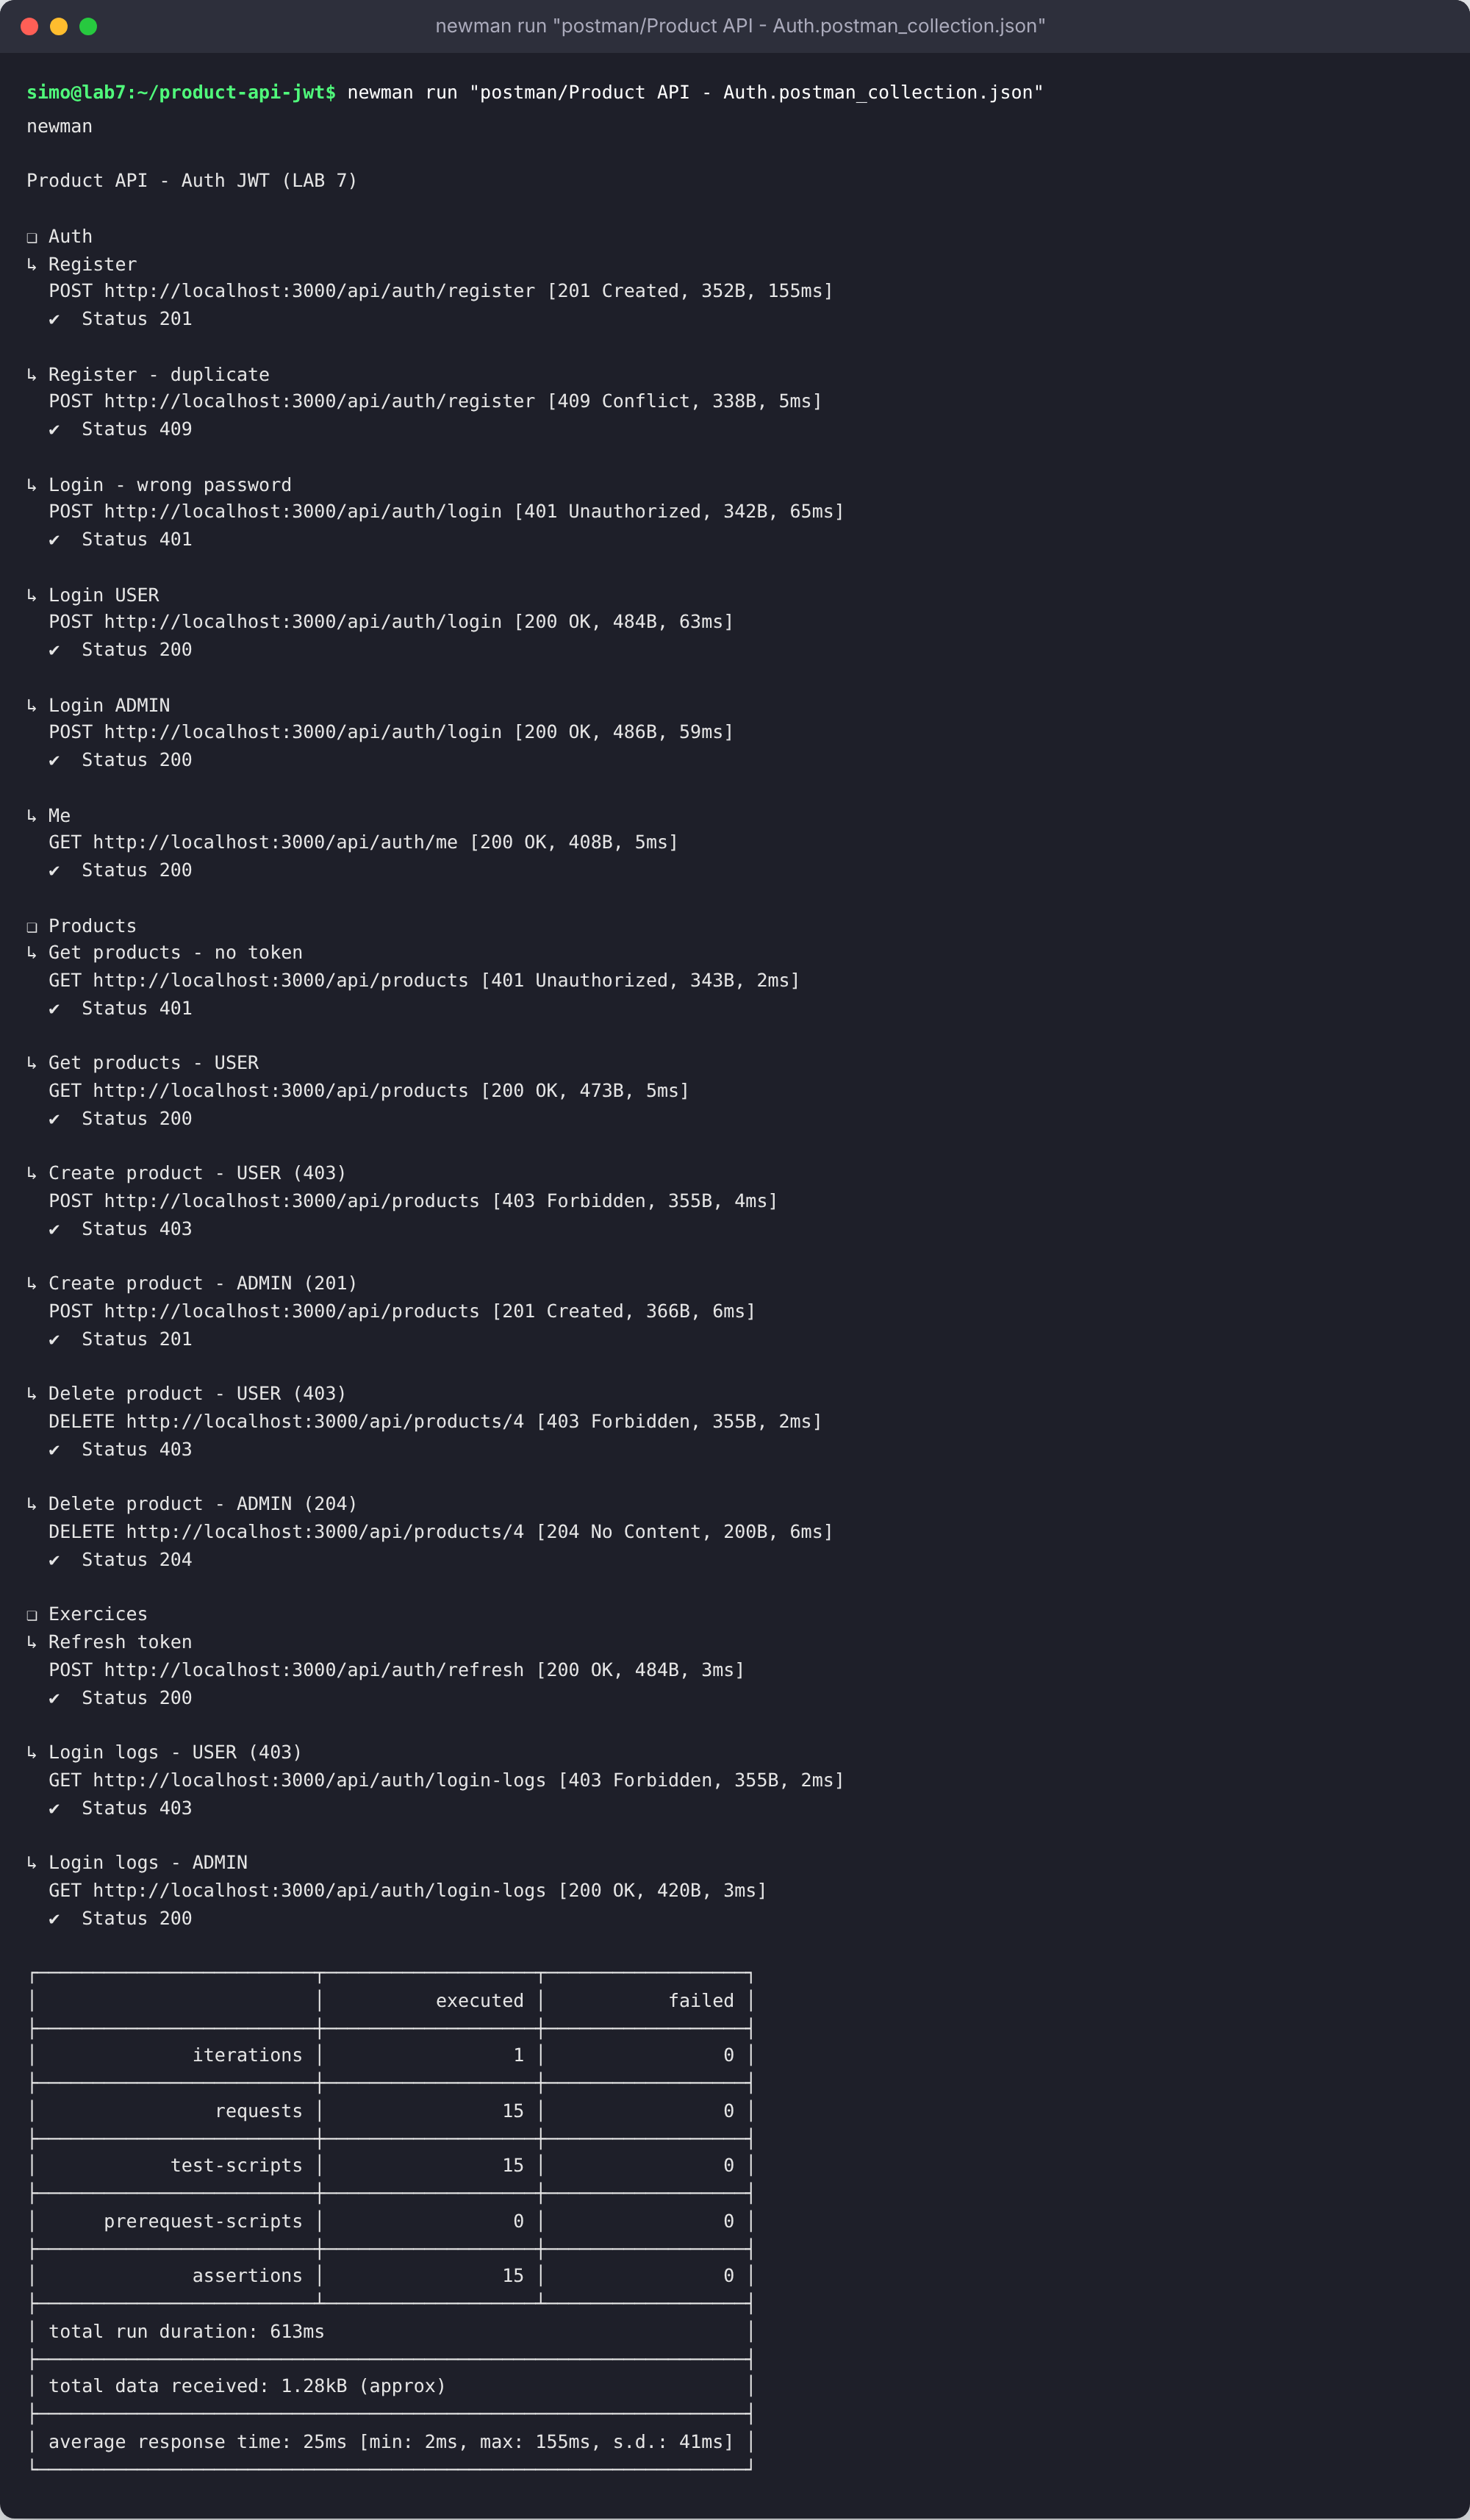 newman run "postman/Product API - Auth.postman_collection.json"
simo@lab7:~/product-api-jwt$ newman run "postman/Product API - Auth.postman_collection.json"
newman
Product API - Auth JWT (LAB 7)
❏ Auth
↳ Register
POST http://localhost:3000/api/auth/register [201 Created, 352B, 155ms]
✔  Status 201
↳ Register - duplicate
POST http://localhost:3000/api/auth/register [409 Conflict, 338B, 5ms]
✔  Status 409
↳ Login - wrong password
POST http://localhost:3000/api/auth/login [401 Unauthorized, 342B, 65ms]
✔  Status 401
↳ Login USER
POST http://localhost:3000/api/auth/login [200 OK, 484B, 63ms]
✔  Status 200
↳ Login ADMIN
POST http://localhost:3000/api/auth/login [200 OK, 486B, 59ms]
✔  Status 200
↳ Me
GET http://localhost:3000/api/auth/me [200 OK, 408B, 5ms]
✔  Status 200
❏ Products
↳ Get products - no token
GET http://localhost:3000/api/products [401 Unauthorized, 343B, 2ms]
✔  Status 401
↳ Get products - USER
GET http://localhost:3000/api/products [200 OK, 473B, 5ms]
✔  Status 200
↳ Create product - USER (403)
POST http://localhost:3000/api/products [403 Forbidden, 355B, 4ms]
✔  Status 403
↳ Create product - ADMIN (201)
POST http://localhost:3000/api/products [201 Created, 366B, 6ms]
✔  Status 201
↳ Delete product - USER (403)
DELETE http://localhost:3000/api/products/4 [403 Forbidden, 355B, 2ms]
✔  Status 403
↳ Delete product - ADMIN (204)
DELETE http://localhost:3000/api/products/4 [204 No Content, 200B, 6ms]
✔  Status 204
❏ Exercices
↳ Refresh token
POST http://localhost:3000/api/auth/refresh [200 OK, 484B, 3ms]
✔  Status 200
↳ Login logs - USER (403)
GET http://localhost:3000/api/auth/login-logs [403 Forbidden, 355B, 2ms]
✔  Status 403
↳ Login logs - ADMIN
GET http://localhost:3000/api/auth/login-logs [200 OK, 420B, 3ms]
✔  Status 200
executed failed
iterations 1 0
requests 15 0
test-scripts 15 0
prerequest-scripts 0 0
assertions 15 0
total run duration: 613ms
total data received: 1.28kB (approx)
average response time: 25ms [min: 2ms, max: 155ms, s.d.: 41ms]